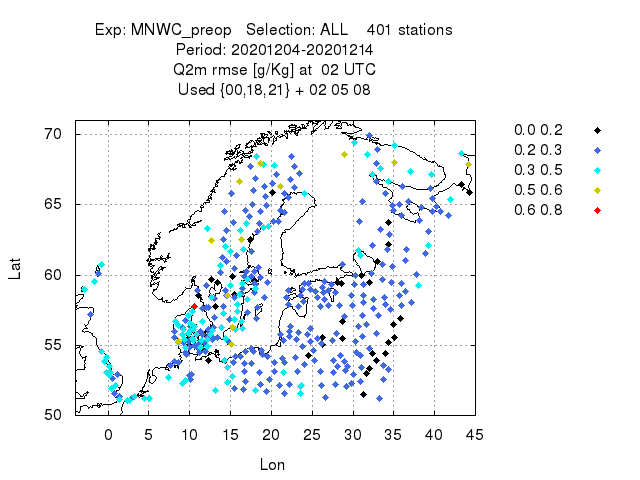 Exp: MNWC_preop Selection: ALL 401 stations
Period: 20201204-20201214
Q2m rmse [g/Kg] at 02 UTC
Used {00,18,21} + 02 05 08
70
65
60
55
50
Lat
0 5 10 15 20 25 30 35 40 45
Lon
0.0 0.2
0.2 0.3
0.3 0.5
0.5 0.6
0.6 0.8